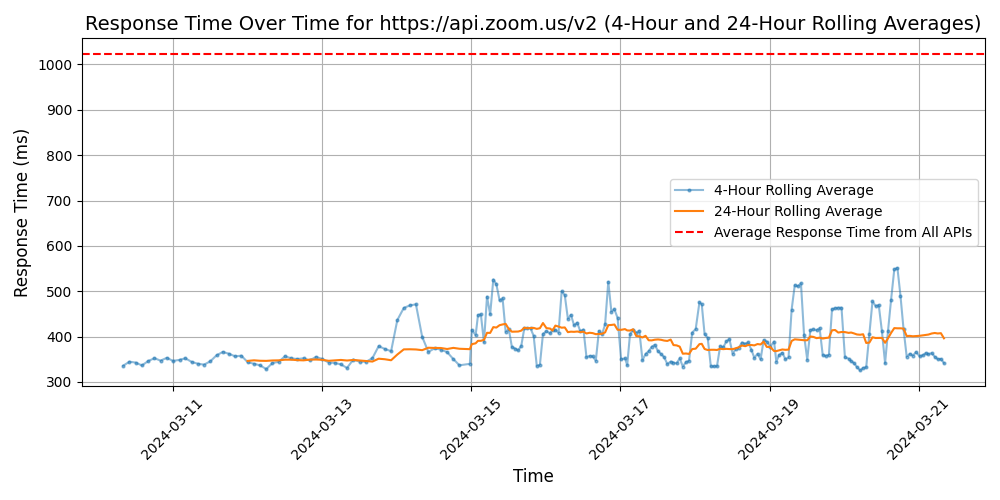 Response Time Over Time for https://api.zoom.us/v2 (4-Hour and 24-Hour Rolling Averages)
Response Time (ms)
1000
900
800
700
600
500
400
300
4-Hour Rolling Average
24-Hour Rolling Average
Average Response Time from All APIs
2024-03-11
2024-03-13
2024-03-15
2024-03-17
2024-03-19
2024-03-21
Time